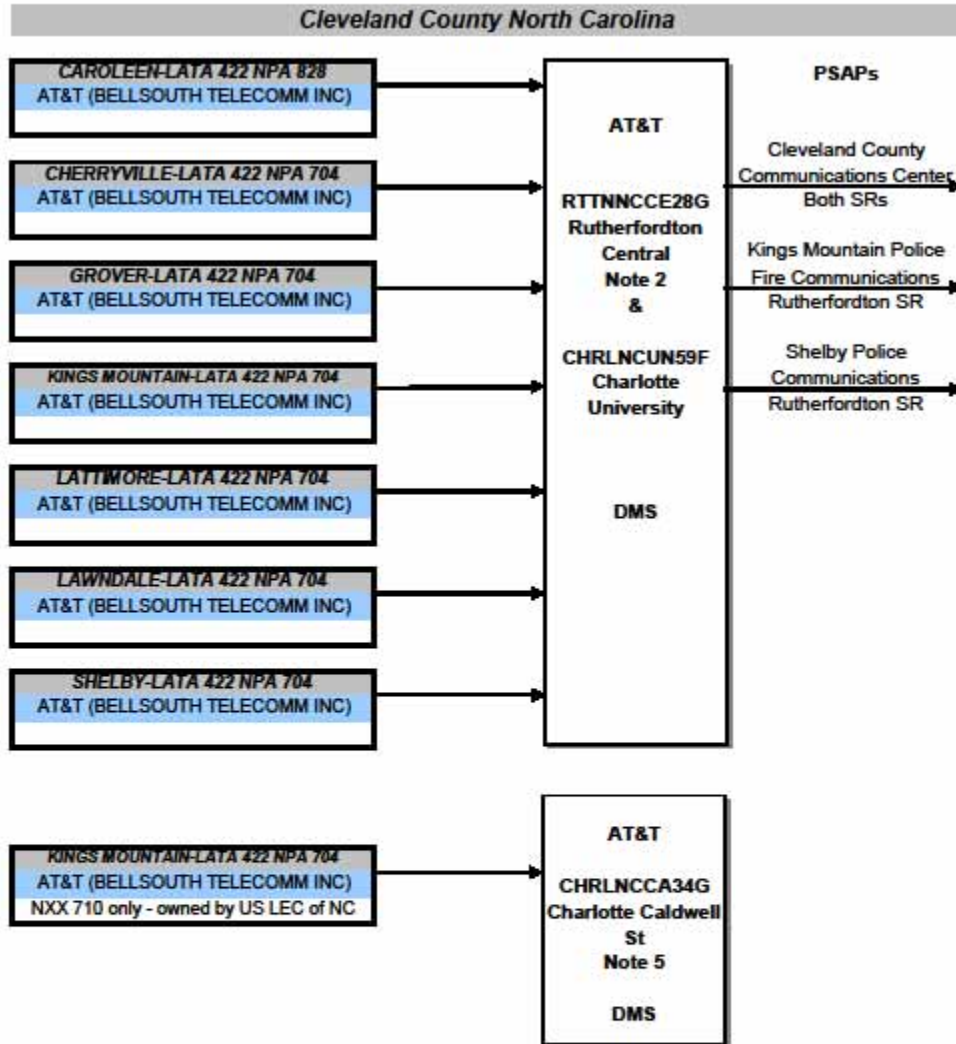 Cleveland County North Carolina
CAROLEEN-LATA 422 NPA 828
AT&T (BELLSOUTH TELECOMM INC)
CHERRYVILLE-LATA 422 NPA 704
AT&T (BELLSOUTH TELECOMM INC)
GROVER-LATA 422 NPA 704
AT&T (BELLSOUTH TELECOMM INC)
KINGS MOUNTAIN-LATA 422 NPA 704
AT&T (BELLSOUTH TELECOMM INC)
LATTIMORE-LATA 422 NPA 704
AT&T (BELLSOUTH TELECOMM INC)
LAWNDALE-LATA 422 NPA 704
AT&T (BELLSOUTH TELECOMM INC)
SHELBY-LATA 422 NPA 704
AT&T (BELLSOUTH TELECOMM INC)
AT&T
RTTNNCCE28G
Rutherfordton
Central
Note 2
&
CHRLNCUN59F
Charlotte
University
DMS
PSAPs
Cleveland County
Communications Center
Both SRs
Kings Mountain Police
Fire Communications
Rutherfordton SR
Shelby Police
Communications
Rutherfordton SR
KINGS MOUNTAIN-LATA 422 NPA 704
AT&T (BELLSOUTH TELECOMM INC)
NXX 710 only - owned by US LEC of NC
AT&T
CHRLNCCA34G
Charlotte Caldwell
St
Note 5
DMS